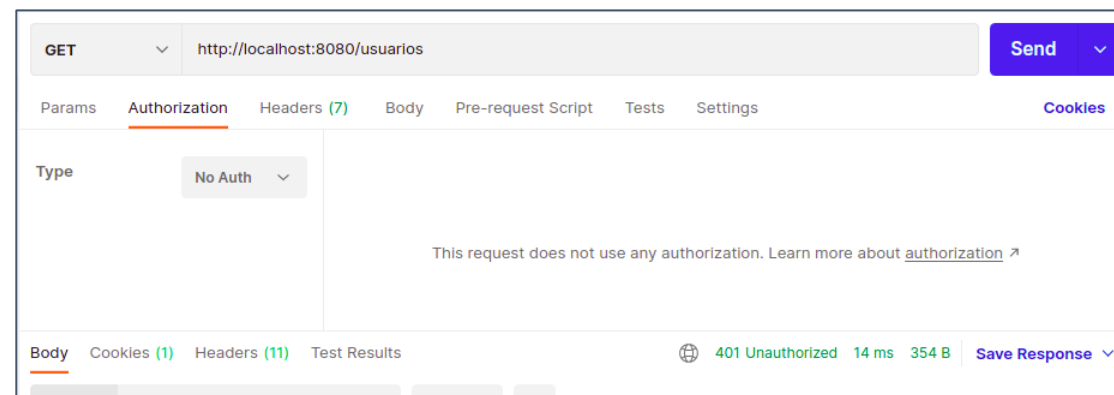 GET http://localhost:8080/usuarios Send
Params Authorization Headers (7) Body Pre-request Script Tests Settings Cookies
Type No Auth
This request does not use any authorization. Learn more about authorization ↗
Body Cookies (1) Headers (11) Test Results 401 Unauthorized 14 ms 354 B Save Response